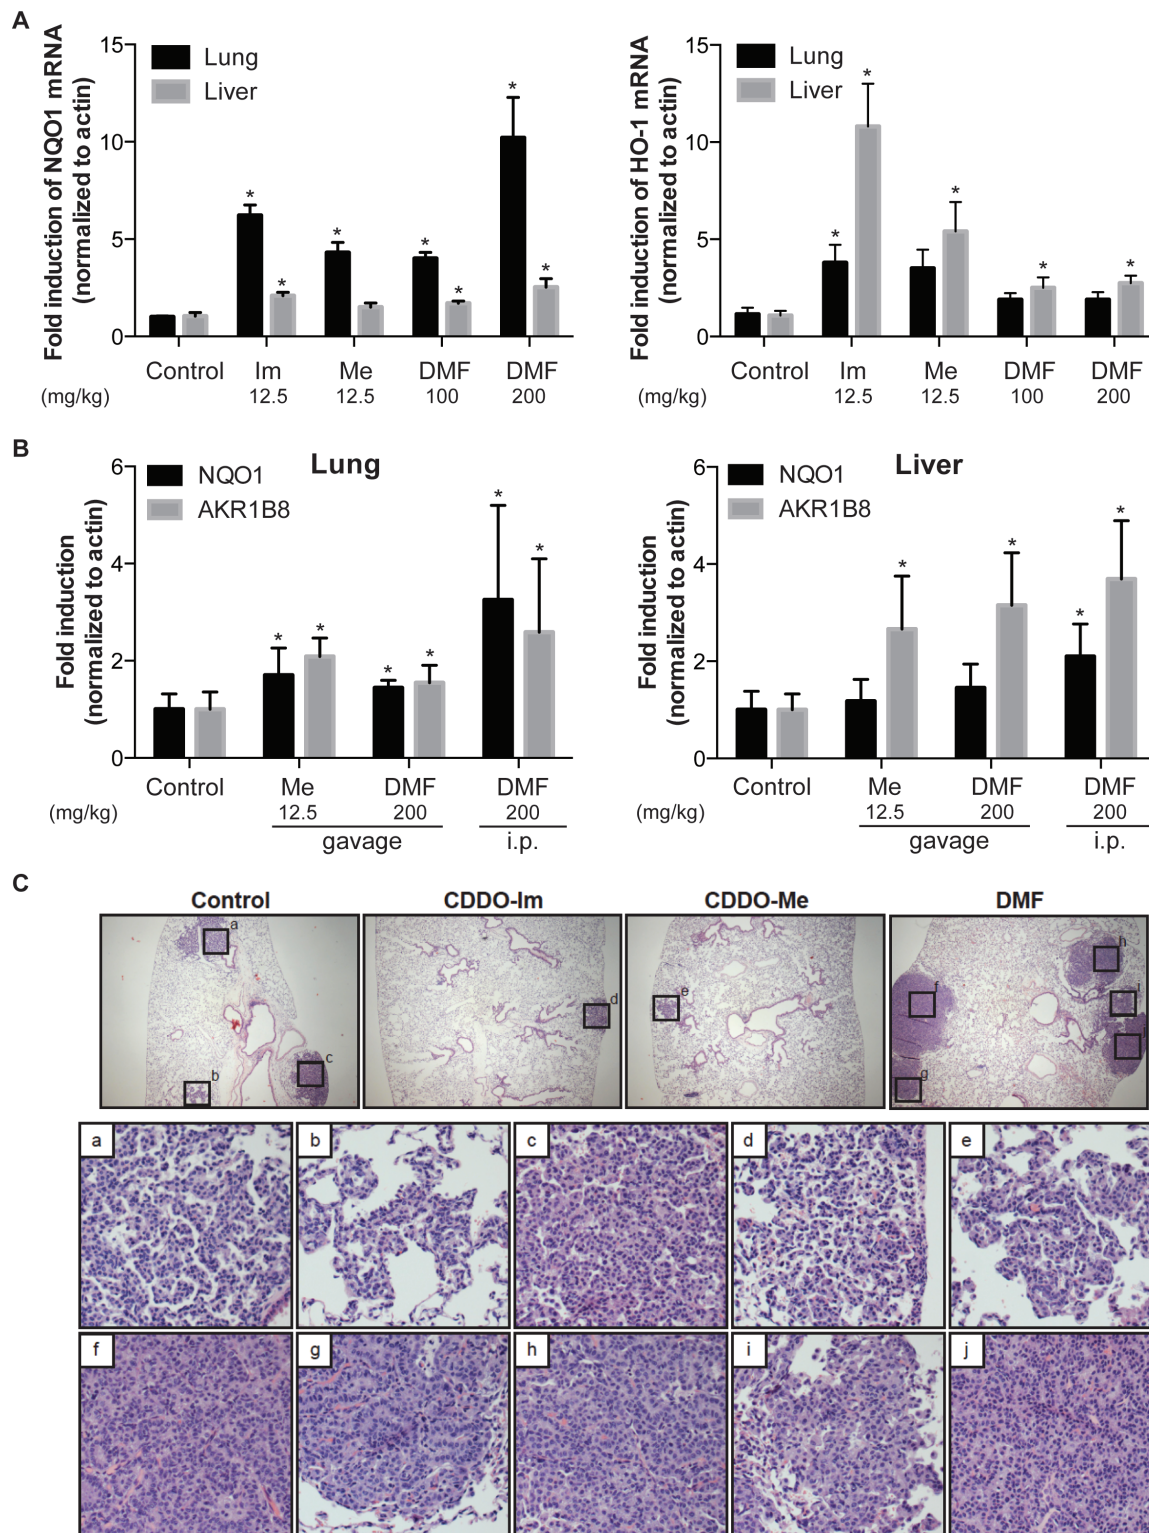 A
Fold induction of NQO1 mRNA
(normalized to actin)
15
10
5
0
Lung
Liver
*
*
*
*
*
*
*
Control
Im
Me
DMF
DMF
(mg/kg)
12.5
12.5
100
200
Fold induction of HO-1 mRNA
(normalized to actin)
15
10
5
0
Lung
Liver
*
*
*
*
*
Control
Im
Me
DMF
DMF
(mg/kg)
12.5
12.5
100
200
B
Lung
Fold induction
(normalized to actin)
6
4
2
0
NQO1
AKR1B8
*
*
*
*
*
*
Control
Me
DMF
DMF
(mg/kg)
12.5
200
200
gavage
i.p.
Liver
Fold induction
(normalized to actin)
6
4
2
0
NQO1
AKR1B8
*
*
*
*
Control
Me
DMF
DMF
(mg/kg)
12.5
200
200
gavage
i.p.
C
Control
CDDO-Im
CDDO-Me
DMF
a
b
c
d
e
f
g
h
i
a
b
c
d
e
f
g
h
i
j